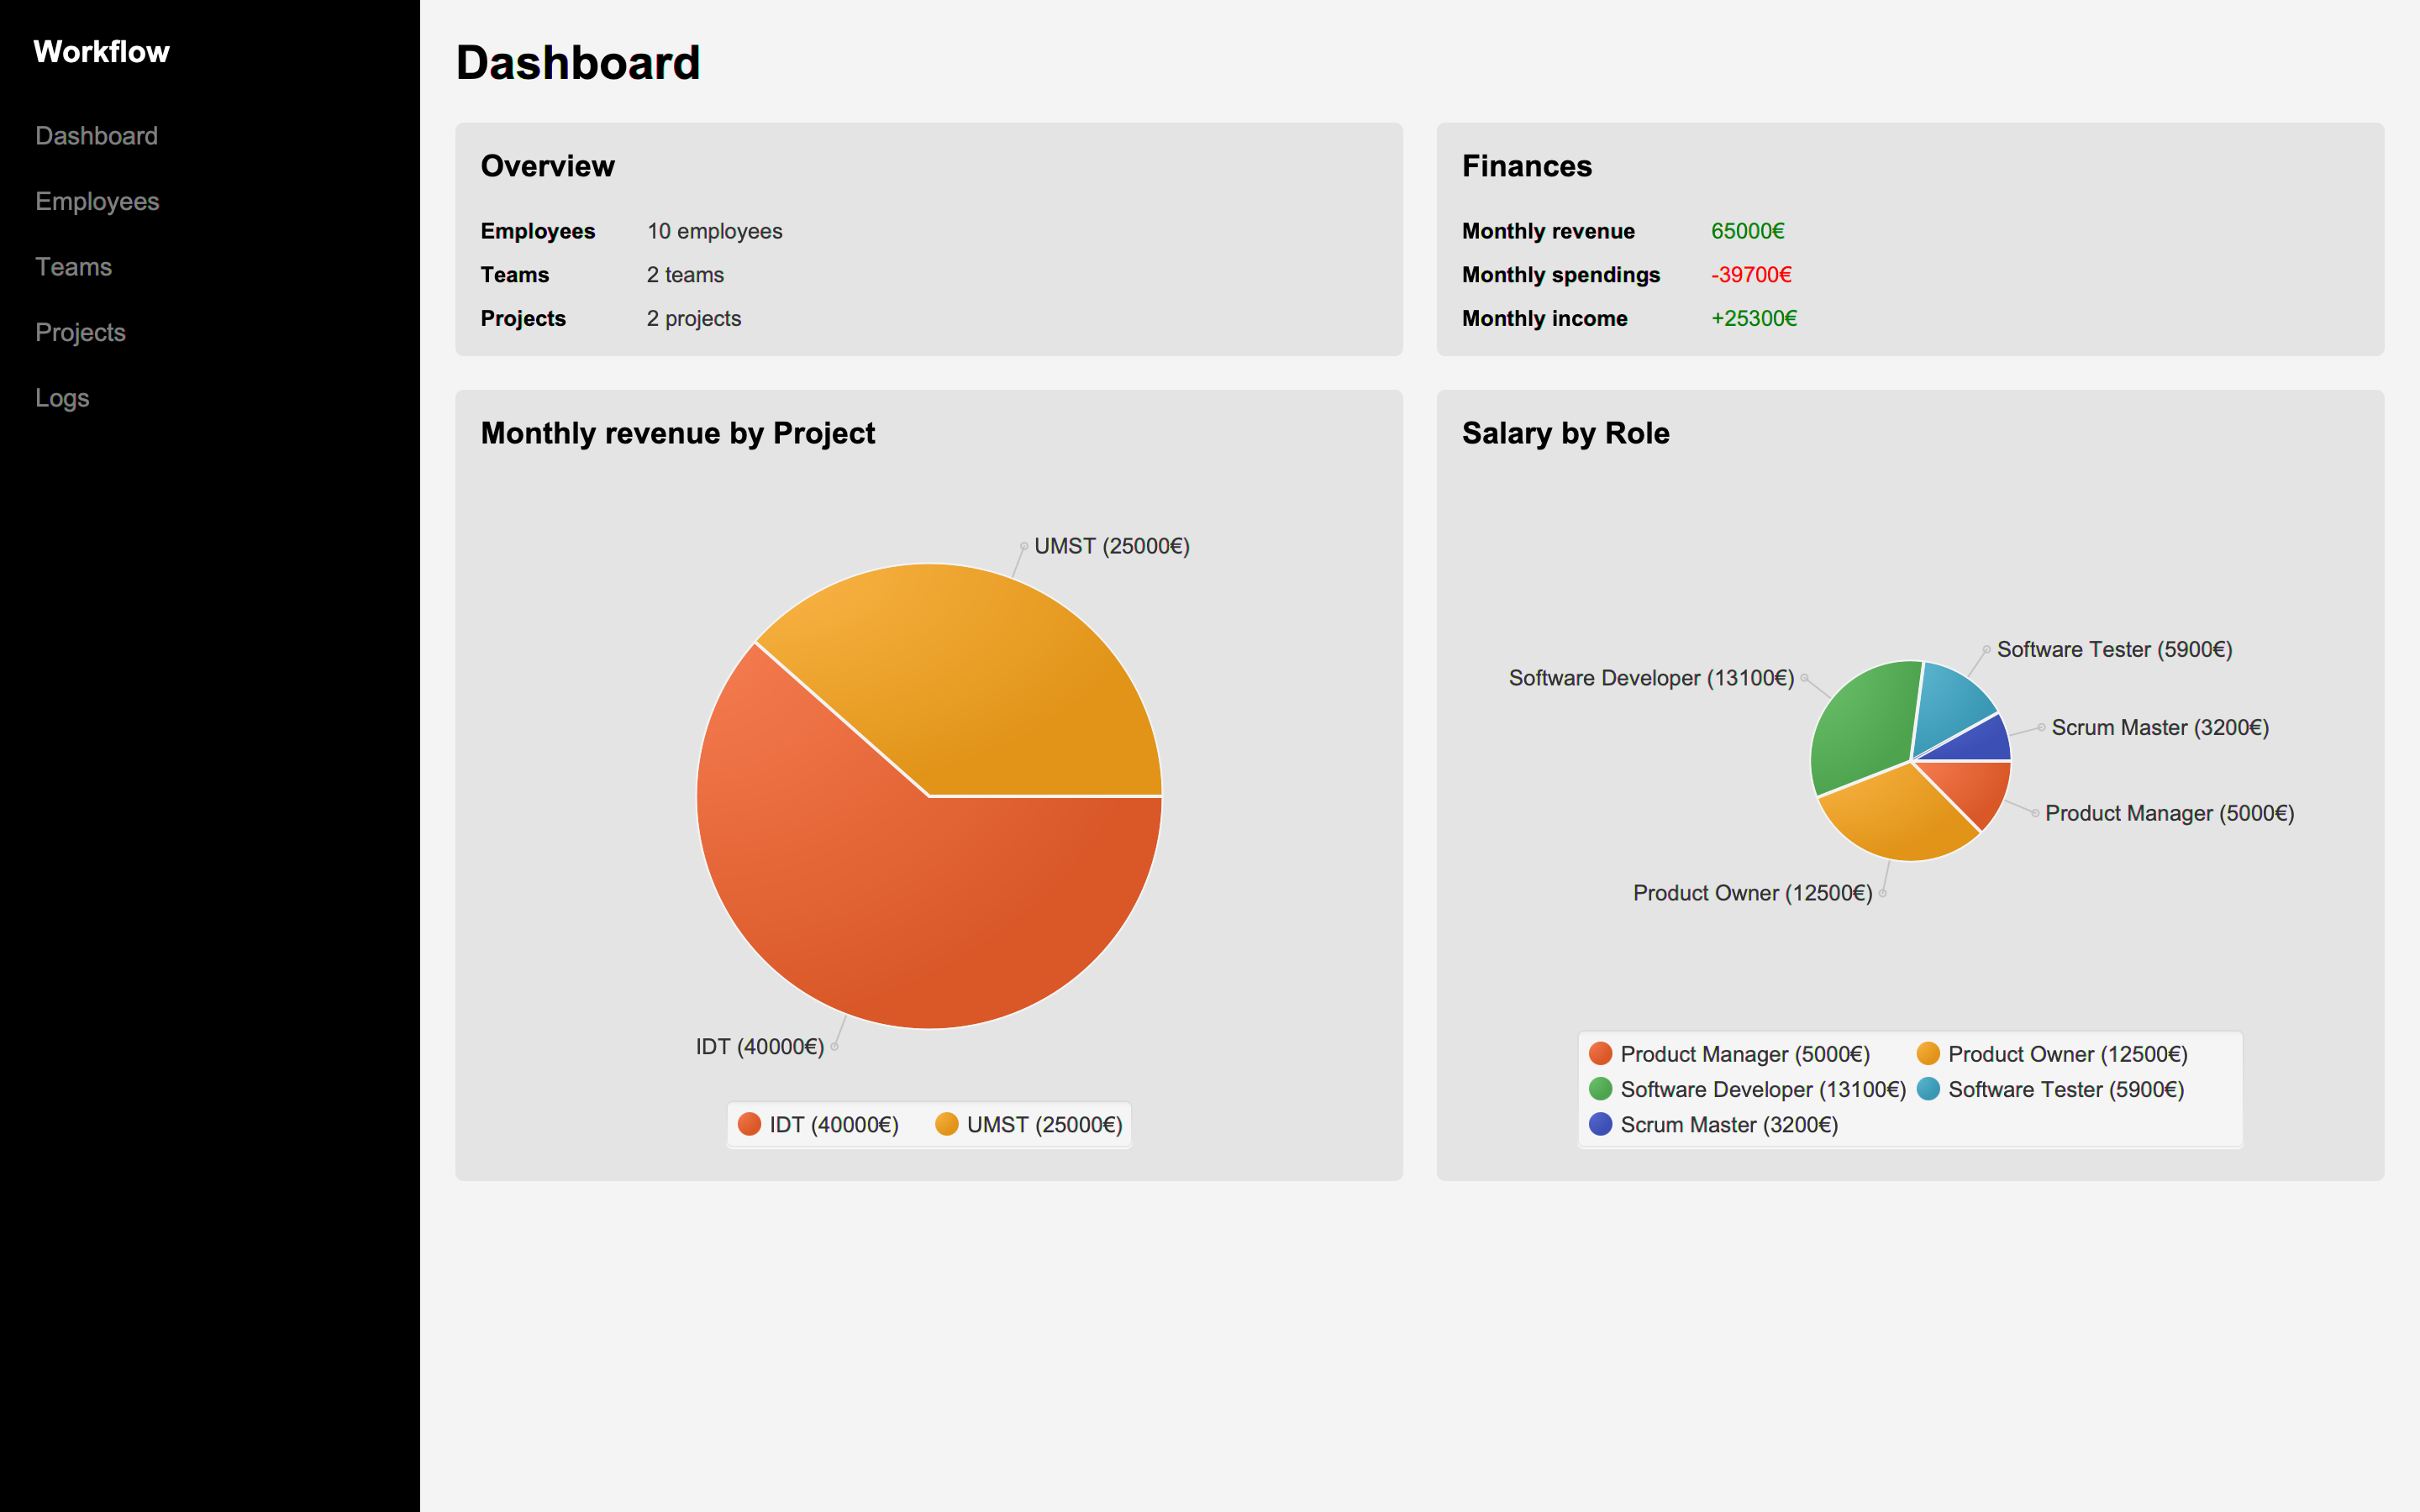 Workflow
Dashboard
Employees
Teams
Projects
Logs
Dashboard
Overview
Employees 10 employees
Teams 2 teams
Projects 2 projects
Finances
Monthly revenue 65000€
Monthly spendings -39700€
Monthly income +25300€
Monthly revenue by Project
UMST (25000€)
IDT (40000€)
IDT (40000€) UMST (25000€)
Salary by Role
Software Tester (5900€)
Software Developer (13100€)
Scrum Master (3200€)
Product Manager (5000€)
Product Owner (12500€)
Product Manager (5000€) Product Owner (12500€)
Software Developer (13100€) Software Tester (5900€)
Scrum Master (3200€)